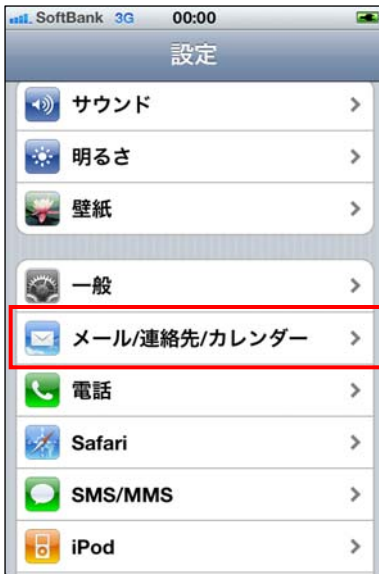 SoftBank 3G 00:00
設定
サウンド
明るさ
壁紙
一般
メール/連絡先/カレンダー
電話
Safari
SMS/MMS
iPod